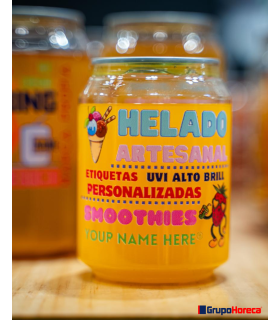 HELADO
ARTESANAL
ETIQUETAS UVI ALTO BRILL
PERSONALIZADAS
SMOOTHIES
YOUR NAME HERE
GrupoHoreca